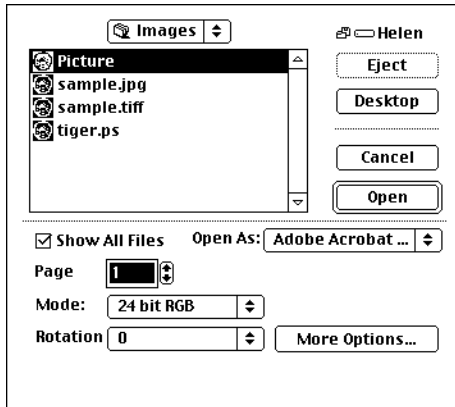 Images
Helen
Picture
sample.jpg
sample.tiff
tiger.ps
Eject
Desktop
Cancel
Open
Show All Files Open As: Adobe Acrobat ...
Page 1
Mode: 24 bit RGB
Rotation 0 More Options...